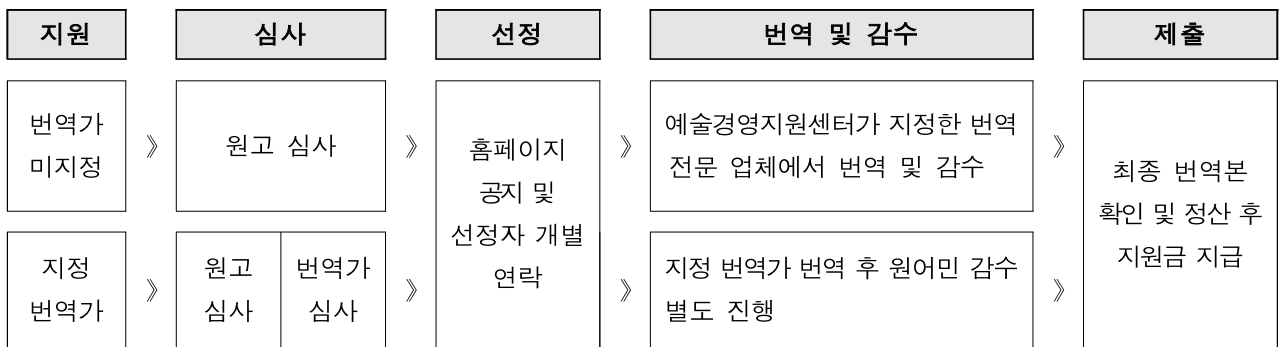 지원
심사
선정
번역 및 감수
제출
번역가
미지정
》
원고 심사
》
홈페이지
공지 및
선정자 개별
연락
》
예술경영지원센터가 지정한 번역
전문 업체에서 번역 및 감수
》
최종 번역본
확인 및 정산 후
지원금 지급
지정
번역가
》
원고
심사
번역가
심사
》
》
지정 번역가 번역 후 원어민 감수
별도 진행
》